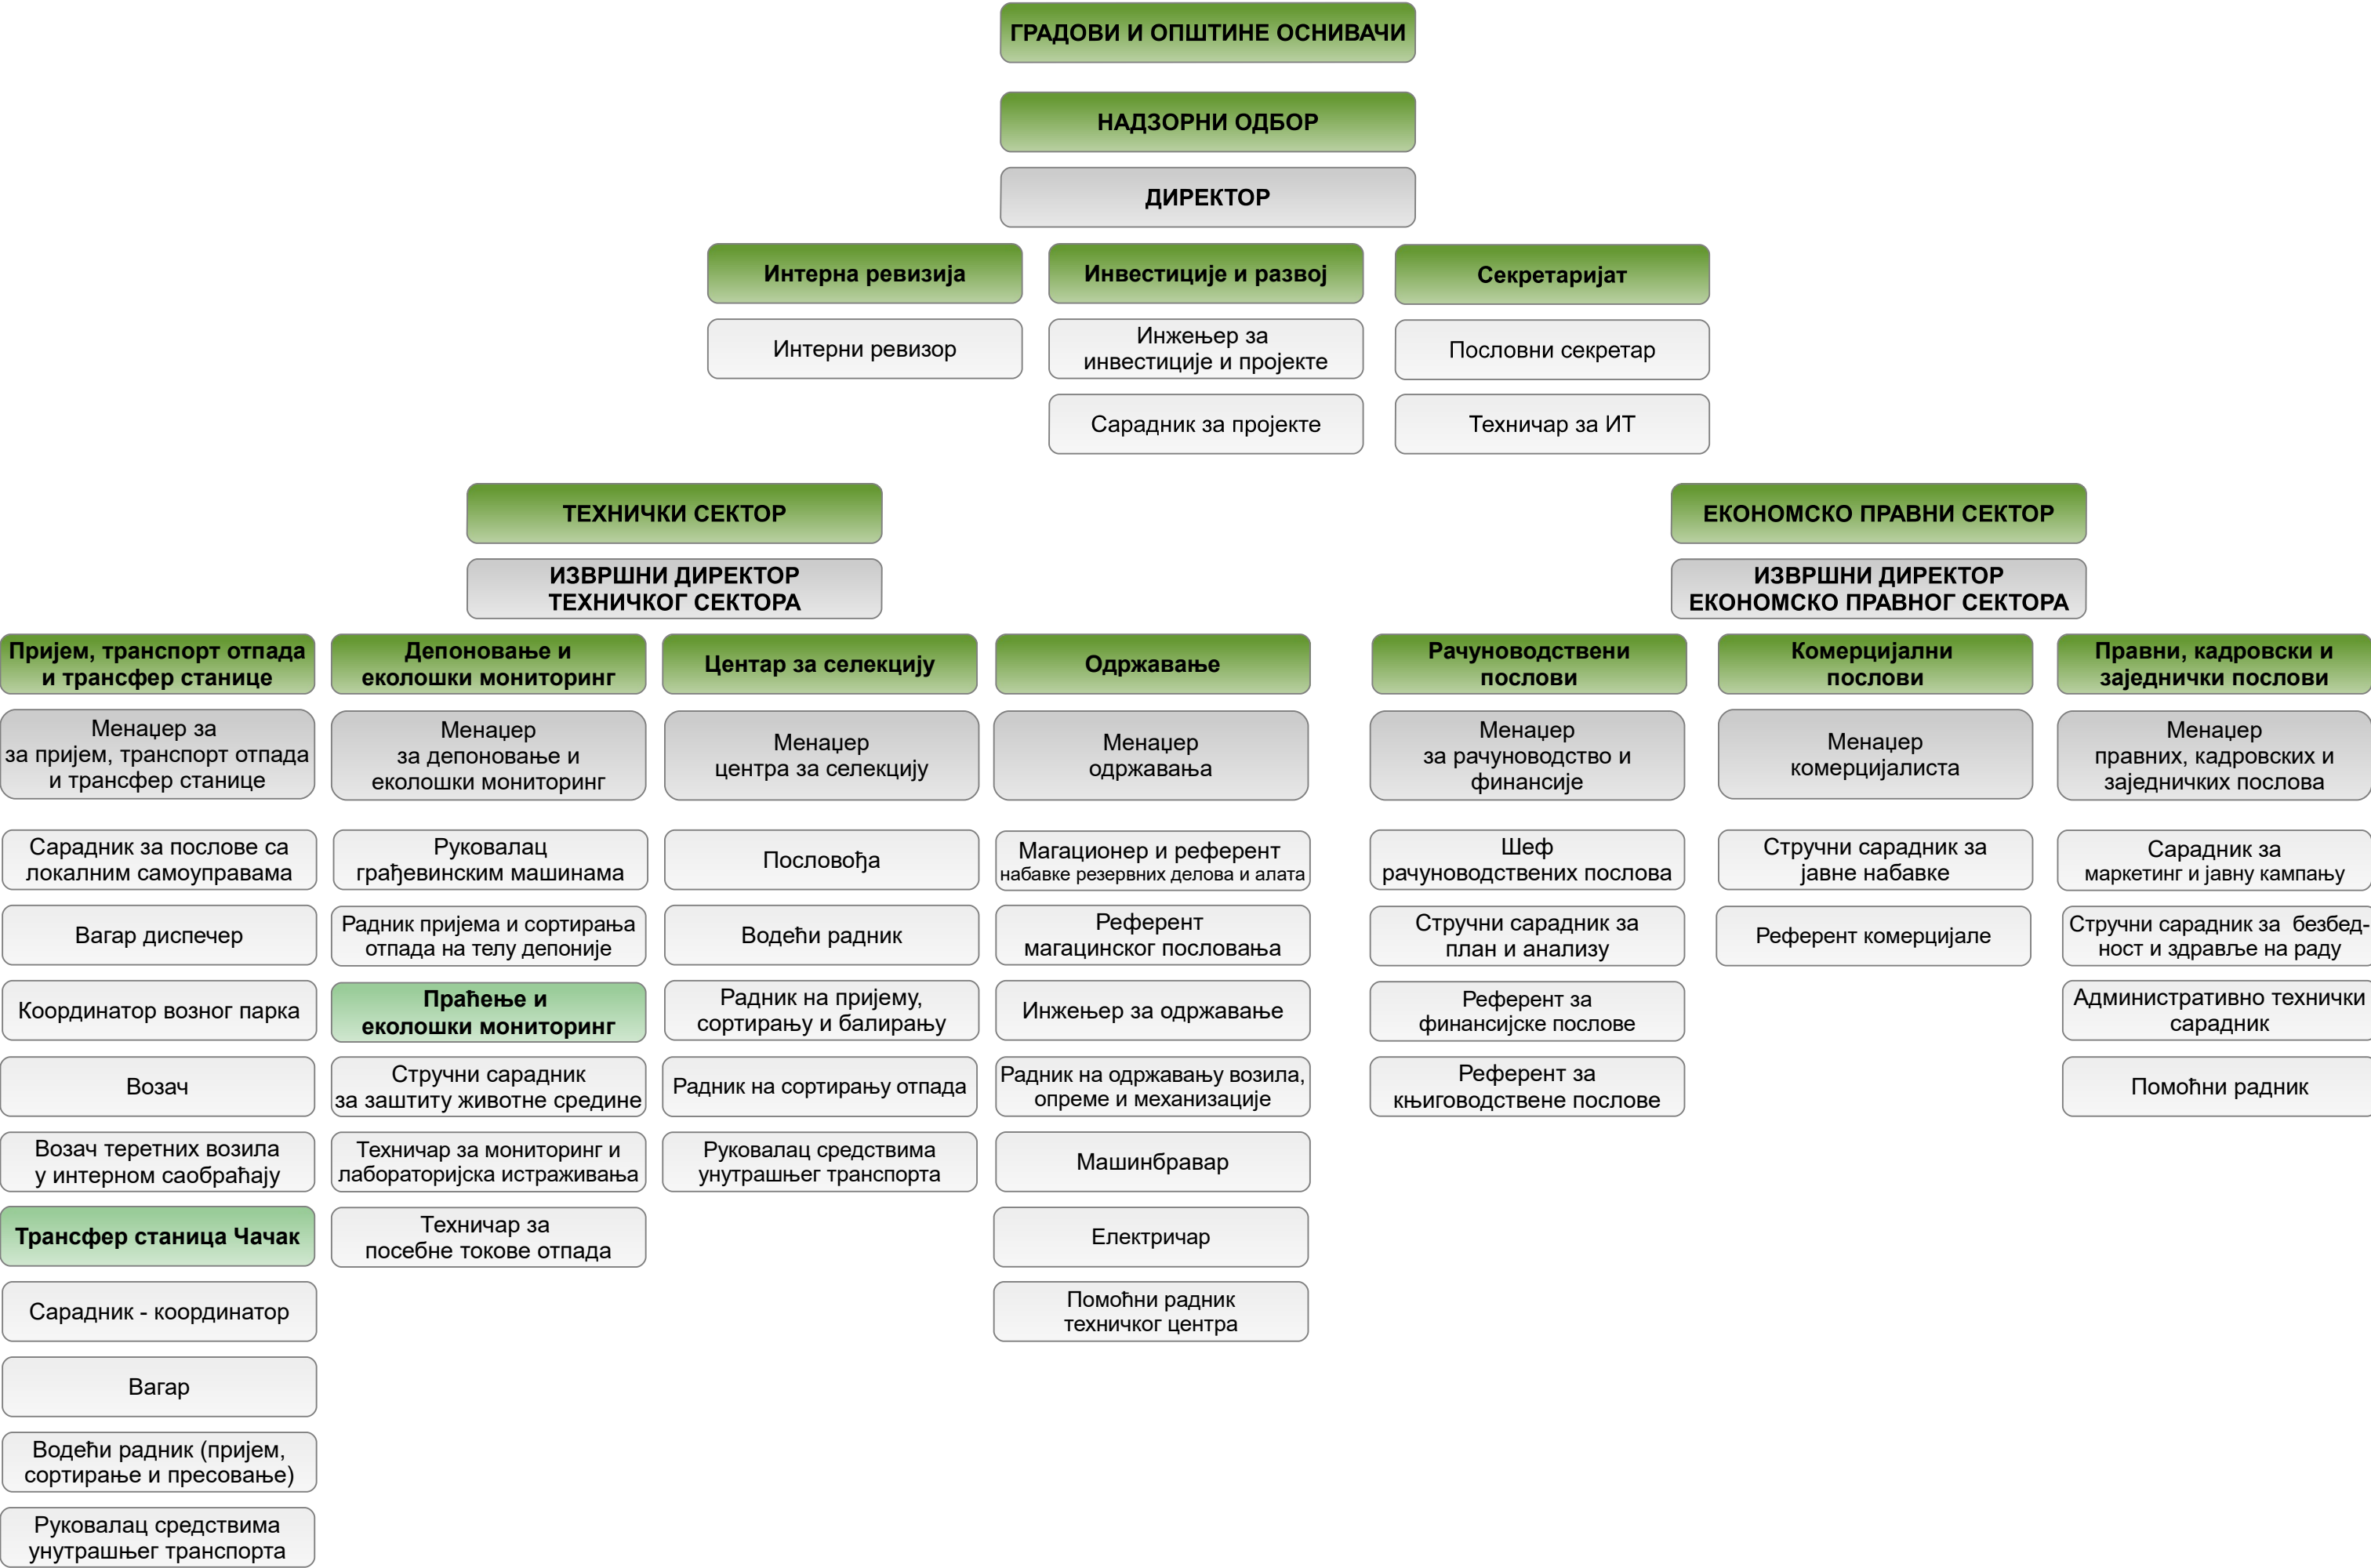 ГРАДОВИ И ОПШТИНЕ ОСНИВАЧИ
НАДЗОРНИ ОДБОР
ДИРЕКТОР
Интерна ревизија
Интерни ревизор
Инвестиције и развој
Инжењер за
инвестиције и пројекте
Сарадник за пројекте
Секретаријат
Пословни секретар
Техничар за ИТ
ТЕХНИЧКИ СЕКТОР
ИЗВРШНИ ДИРЕКТОР
ТЕХНИЧКОГ СЕКТОРА
Пријем, транспорт отпада
и трансфер станице
Менаџер за
за пријем, транспорт отпада
и трансфер станице
Сарадник за послове са
локалним самоуправама
Вагар диспечер
Координатор возног парка
Возач
Возач теретних возила
у интерном саобраћају
Трансфер станица Чачак
Сарадник - координатор
Вагар
Водећи радник (пријем,
сортирање и пресовање)
Руковалац средствима
унутрашњег транспорта
Депоновање и
еколошки мониторинг
Менаџер
за депоновање и
еколошки мониторинг
Руковалац
грађевинским машинама
Радник пријема и сортирања
отпада на телу депоније
Праћење и
еколошки мониторинг
Стручни сарадник
за заштиту животне средине
Техничар за мониторинг и
лабораторијска истраживања
Техничар за
посебне токове отпада
Центар за селекцију
Менаџер
центра за селекцију
Пословођа
Водећи радник
Радник на пријему,
сортирању и балирању
Радник на сортирању отпада
Руковалац средствима
унутрашњег транспорта
Одржавање
Менаџер
одржавања
Магационер и референт
набавке резервних делова и алата
Референт
магацинског пословања
Инжењер за одржавање
Радник на одржавању возила,
опреме и механизације
Машинбравар
Електричар
Помоћни радник
техничког центра
ЕКОНОМСКО ПРАВНИ СЕКТОР
ИЗВРШНИ ДИРЕКТОР
ЕКОНОМСКО ПРАВНОГ СЕКТОРА
Рачуноводствени
послови
Менаџер
за рачуноводство и
финансије
Шеф
рачуноводствених послова
Стручни сарадник за
план и анализу
Референт за
финансијске послове
Референт за
књиговодствене послове
Комерцијални
послови
Менаџер
комерцијалиста
Стручни сарадник за
јавне набавке
Референт комерцијале
Правни, кадровски и
заједнички послови
Менаџер
правних, кадровских и
заједничких послова
Сарадник за
маркетинг и јавну кампању
Стручни сарадник за  безбед-
ност и здравље на раду
Административно технички
сарадник
Помоћни радник